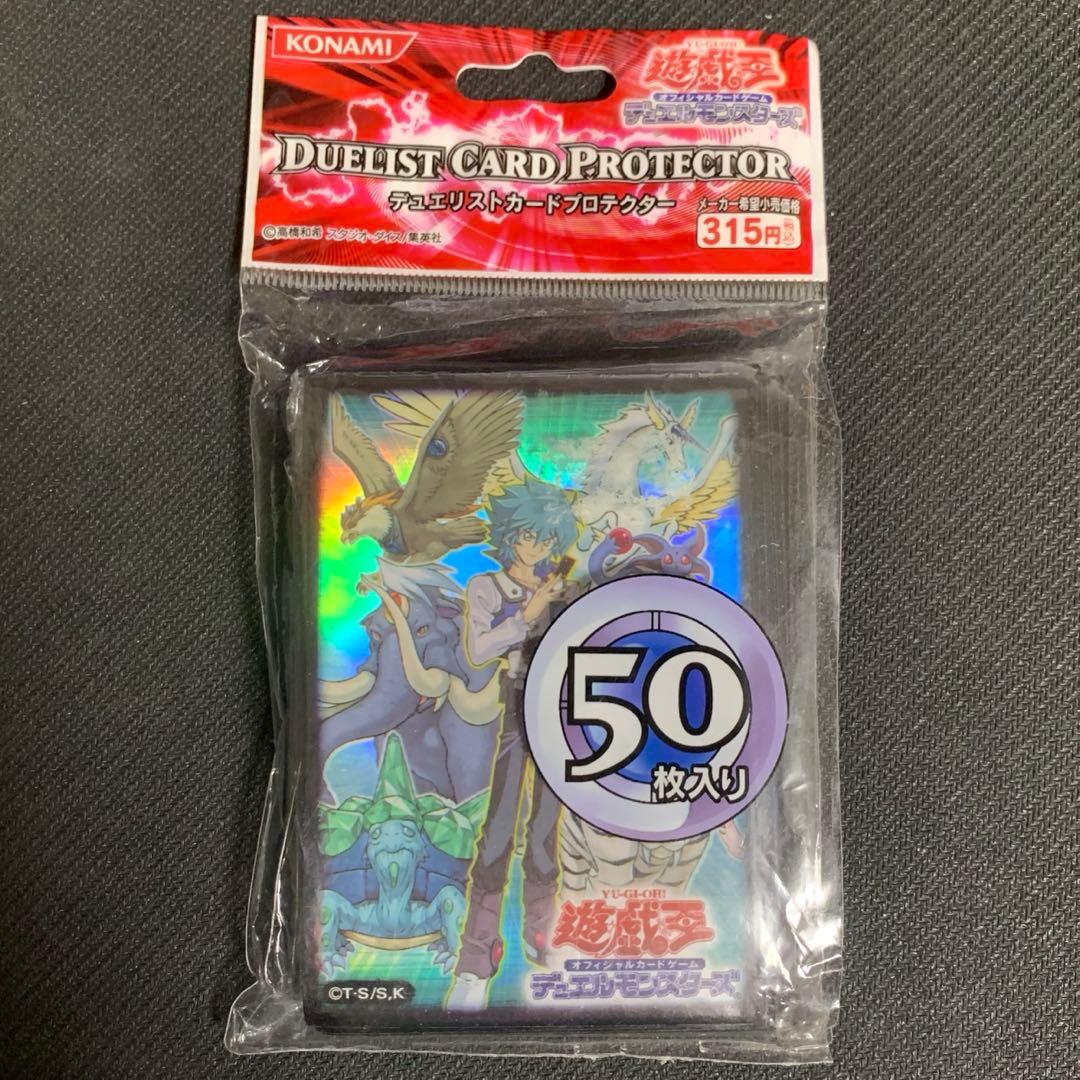 KONAMI
YU-GI-OH!
遊戯王
オフィシャルカードゲーム
デュエルモンスターズ
DUELIST CARD PROTECTOR
デュエリストカードプロテクター
メーカー希望小売価格
315円税込
©高橋和希 スタジオ・ダイス/集英社
50
枚入り
YU-GI-OH!
遊戯王
オフィシャルカードゲーム
デュエルモンスターズ
©T-S/S,K